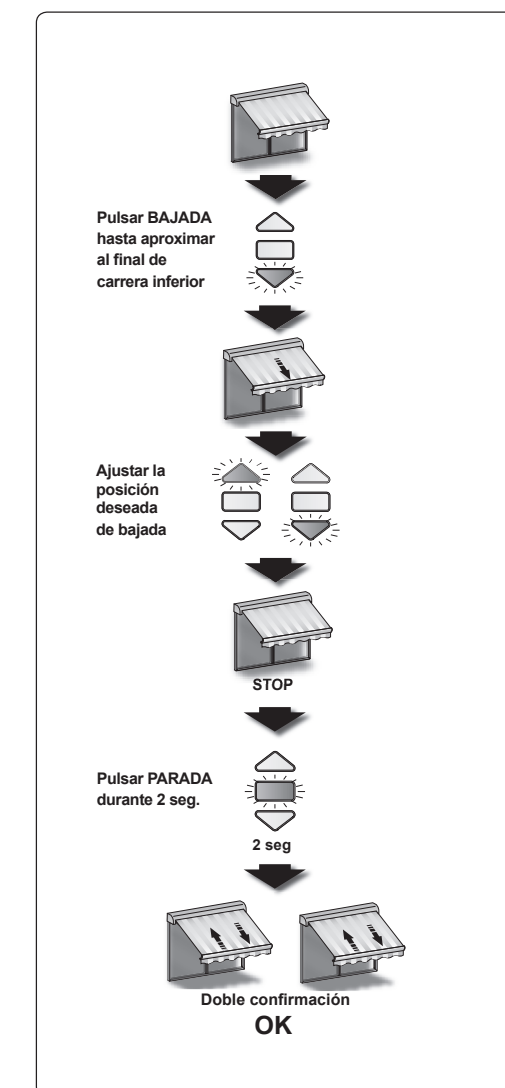 Pulsar BAJADA
hasta aproximar
al final de
carrera inferior
Ajustar la
posición
deseada
de bajada
STOP
Pulsar PARADA
durante 2 seg.
2 seg
Doble confirmación
OK